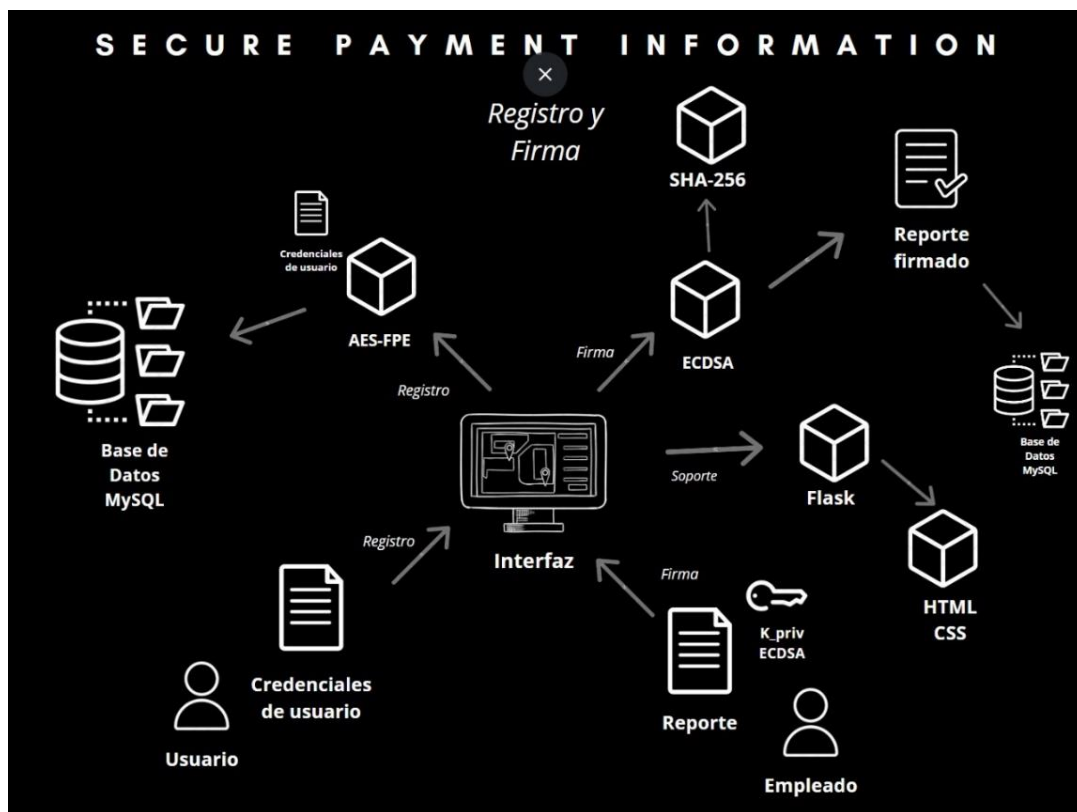 SECURE PAYMENT INFORMATION
Registro y
Firma
SHA-256
Reporte
firmado
Credenciales
de usuario
AES-FPE
Firma
ECDSA
Registro
Base de
Datos
MySQL
Base de
Datos
MySQL
Soporte
Flask
Registro
Interfaz
Firma
HTML
CSS
K_priv
ECDSA
Credenciales
de usuario
Reporte
Usuario
Empleado